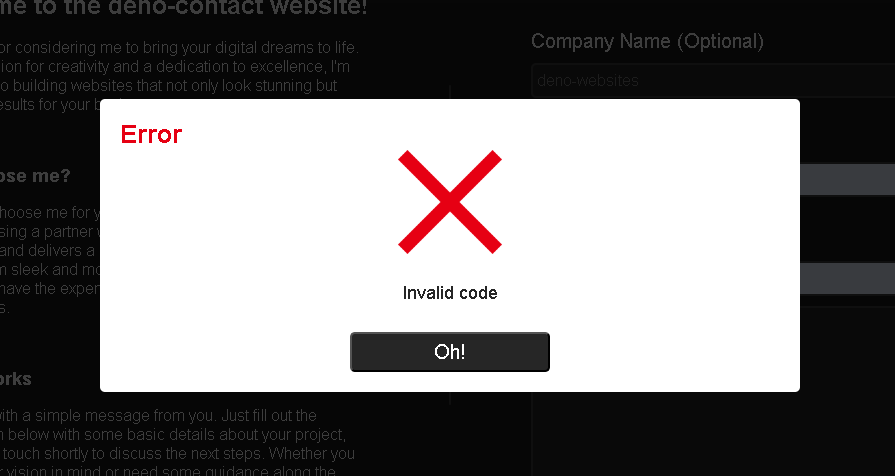 me to the deno-contact website!
or considering me to bring your digital dreams to life.
ion for creativity and a dedication to excellence, I'm
o building websites that not only look stunning but
esults for your b
ose me?
hoose me for y
sing a partner
and delivers a
m sleek and mo
have the exper
s.
orks
with a simple message from you. Just fill out the
n below with some basic details about your project,
touch shortly to discuss the next steps. Whether you
r vision in mind or need some guidance along the
Company Name (Optional)
deno-websites
Error
Invalid code
Oh!